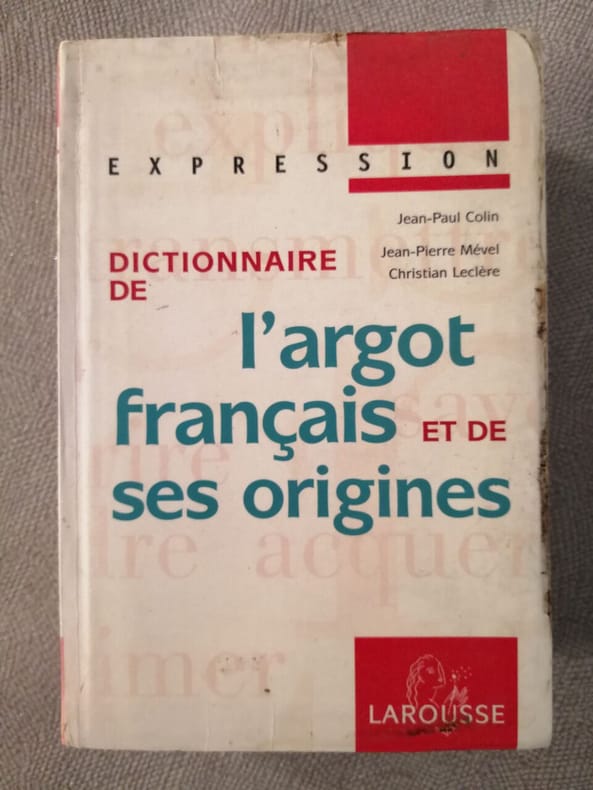 EXPRESSION
Jean-Paul Colin
Jean-Pierre Mével
Christian Leclère
DICTIONNAIRE
DE
l'argot
français ET DE
ses origines
LAROUSSE